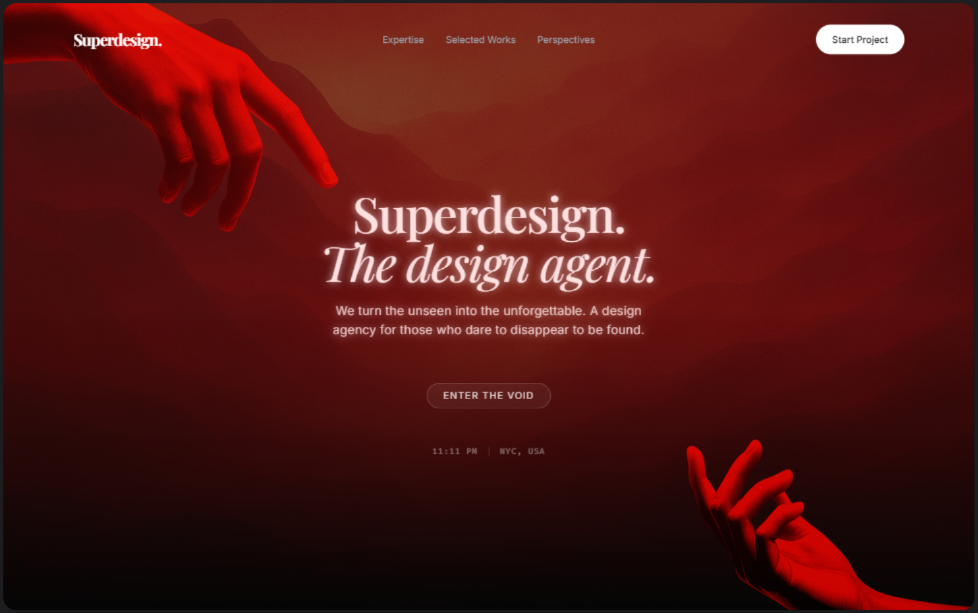 Superdesign.
Expertise
Selected Works
Perspectives
Start Project
Superdesign.
The design agent.
We turn the unseen into the unforgettable. A design
agency for those who dare to disappear to be found.
ENTER THE VOID
11:11 PM | NYC, USA